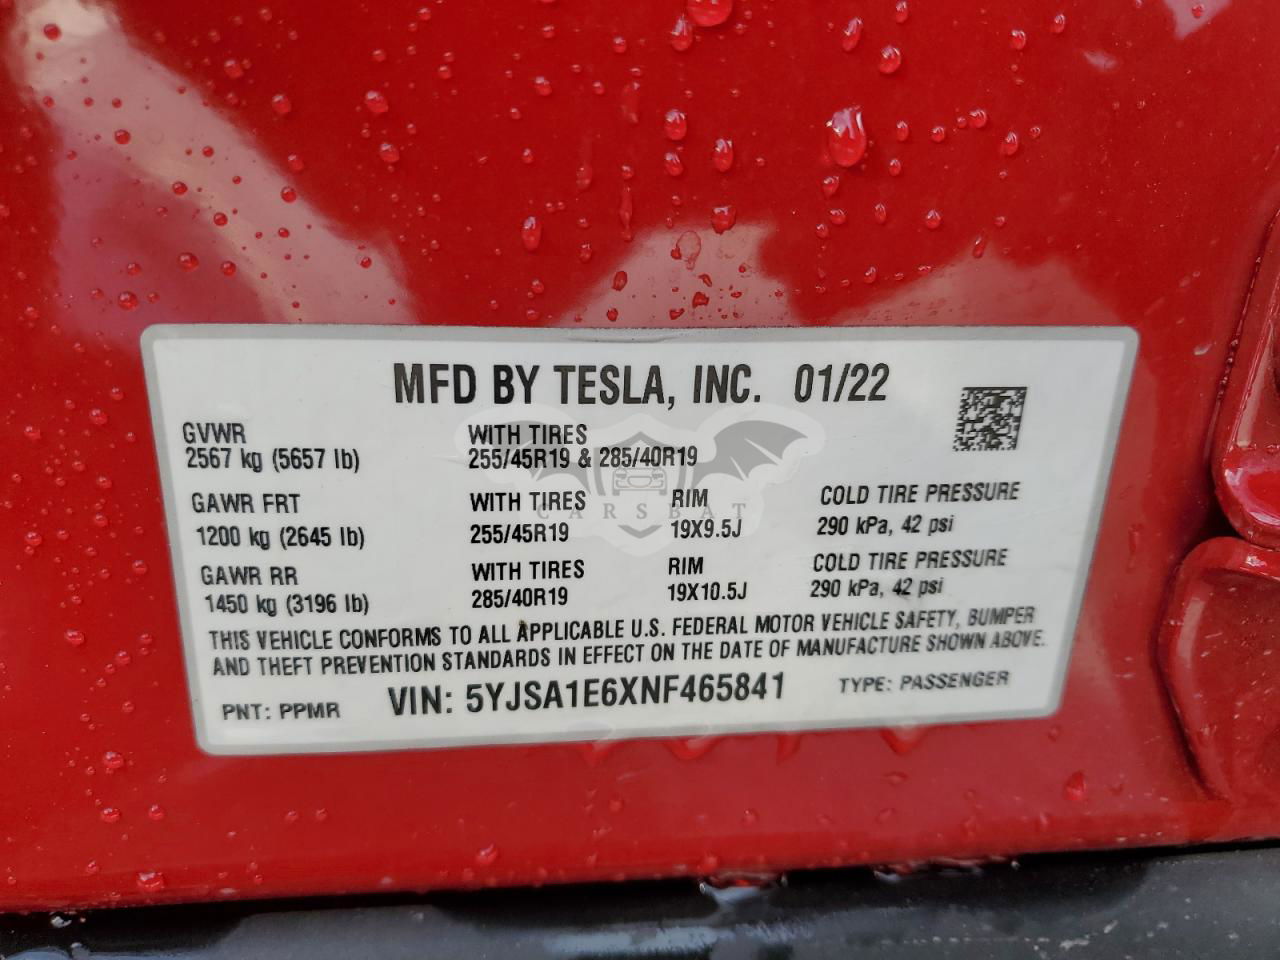 MFD BY TESLA, INC. 01/22
GVWR WITH TIRES
2567 kg (5657 lb) 255/45R19 & 285/40R19
GAWR FRT WITH TIRES RIM COLD TIRE PRESSURE
CARSBAT
1200 kg (2645 lb) 255/45R19 19X9.5J 290 kPa, 42 psi
GAWR RR WITH TIRES RIM COLD TIRE PRESSURE
1450 kg (3196 lb) 285/40R19 19X10.5J 290 kPa, 42 psi
THIS VEHICLE CONFORMS TO ALL APPLICABLE U.S. FEDERAL MOTOR VEHICLE SAFETY, BUMPER
AND THEFT PREVENTION STANDARDS IN EFFECT ON THE DATE OF MANUFACTURE SHOWN ABOVE.
PNT: PPMR VIN: 5YJSA1E6XNF465841 TYPE: PASSENGER